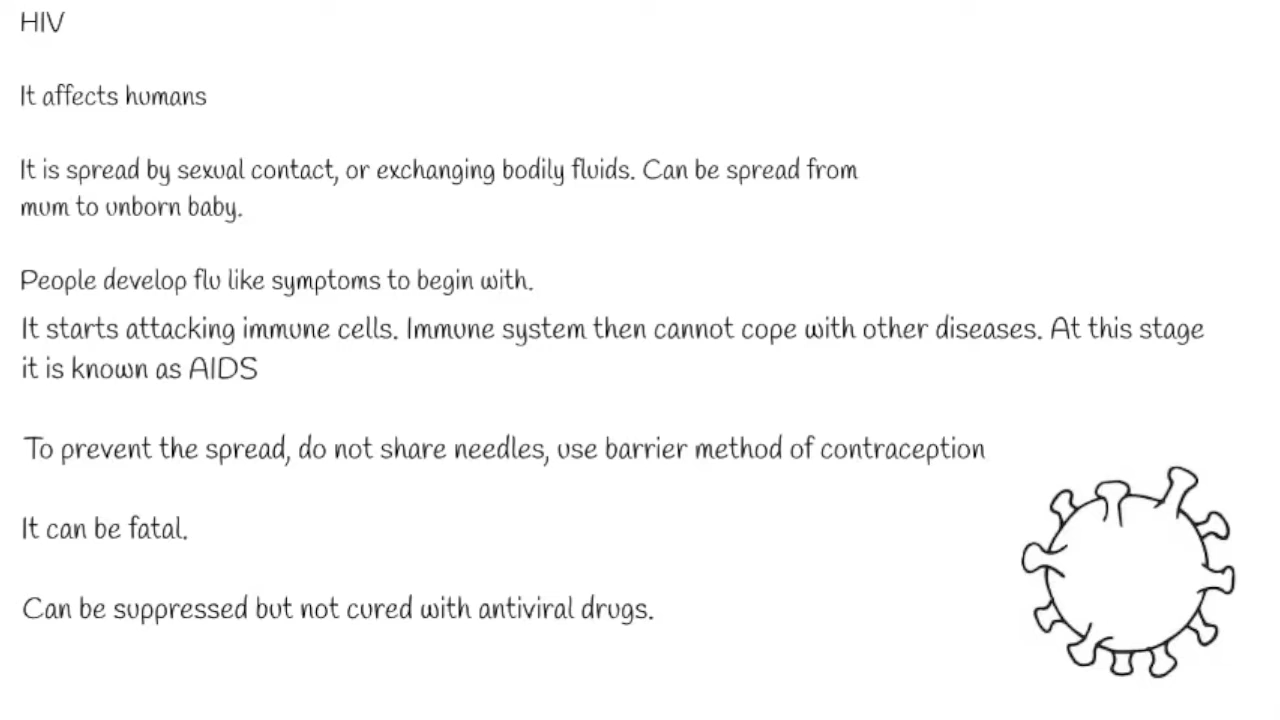 HIV
It affects humans
It is spread by sexual contact, or exchanging bodily fluids. Can be spread from
mum to unborn baby.
People develop flu like symptoms to begin with.
It starts attacking immune cells. Immune system then cannot cope with other diseases. At this stage
it is known as AIDS
To prevent the spread, do not share needles, use barrier method of contraception
It can be fatal.
Can be suppressed but not cured with antiviral drugs.